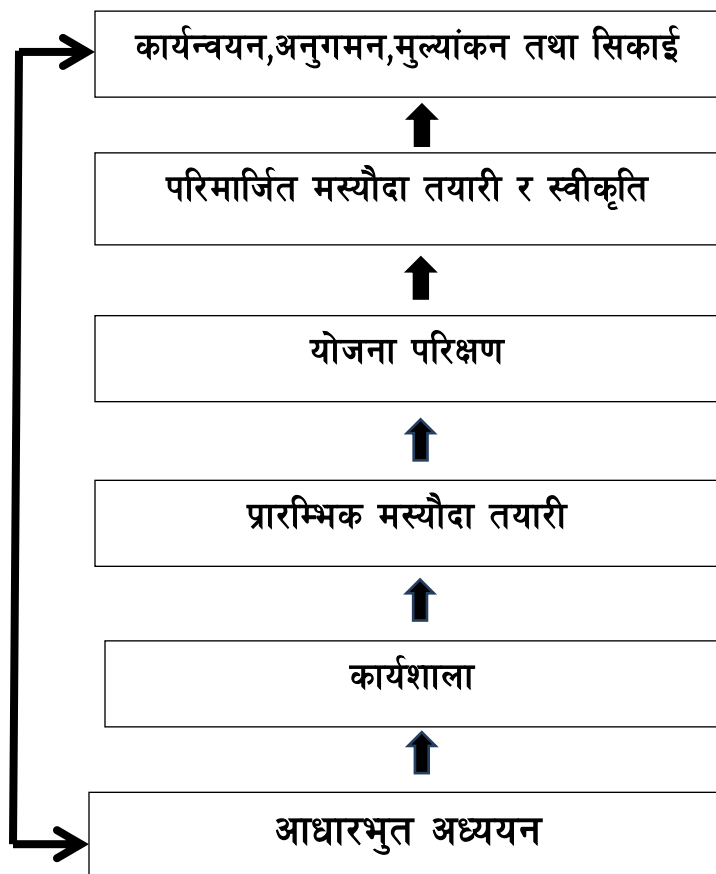 कार्यन्वयन,अनुगमन,मुल्यांकन तथा सिकाई
परिमार्जित मस्यौदा तयारी र स्वीकृति
योजना परिक्षण
प्रारम्भिक मस्यौदा तयारी
कार्यशाला
आधारभुत अध्ययन